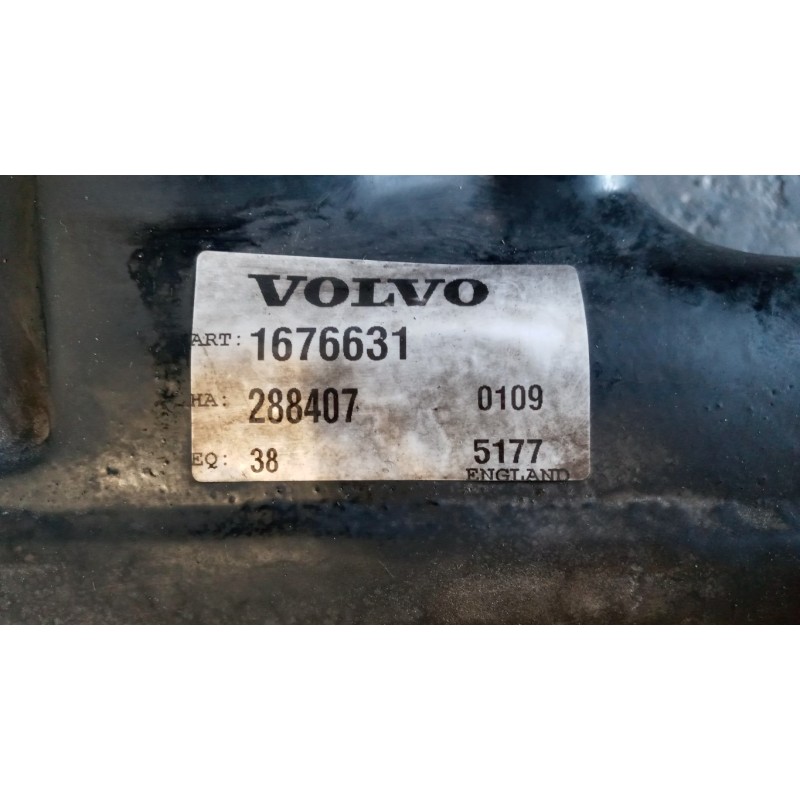 VOLVO
ART: 1676631
HA: 288407 0109
EQ: 38 5177
ENGLAND